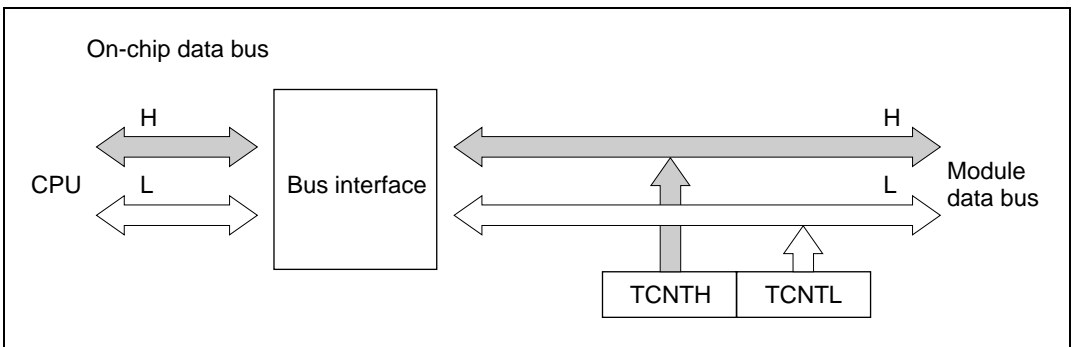 On-chip data bus
H
H
CPU
L
Bus interface
L
Module
data bus
TCNTH
TCNTL